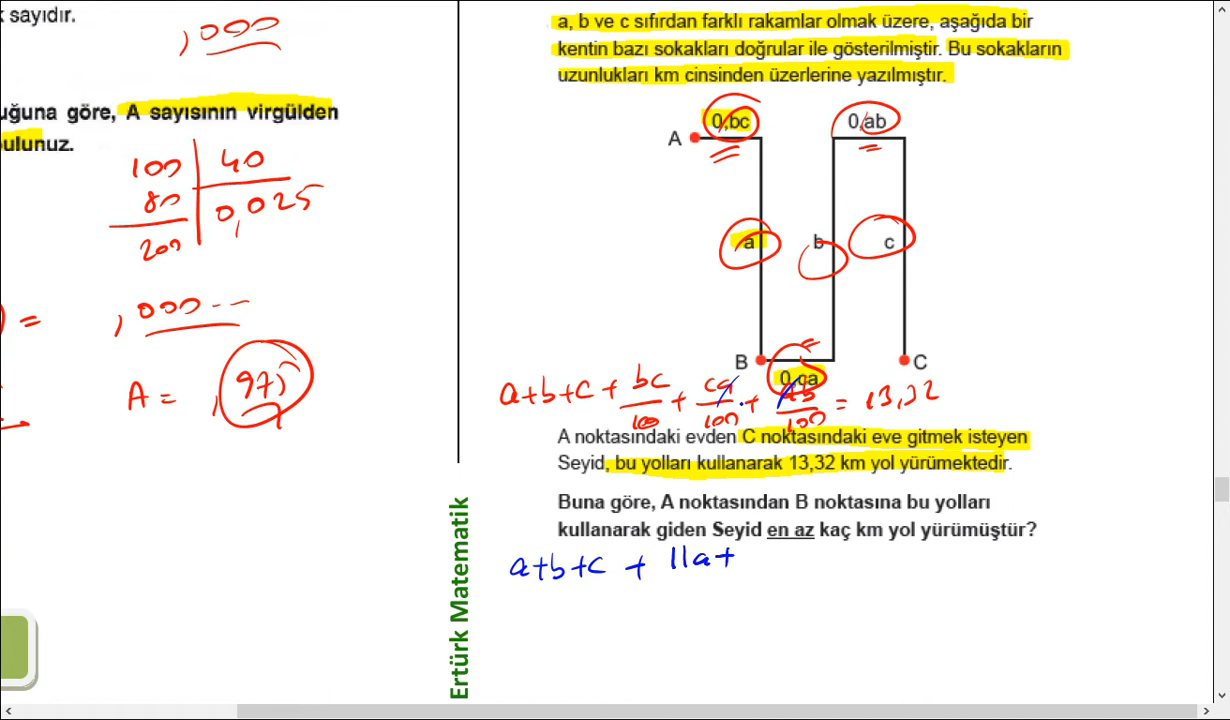 sayıdır.
,000
uğuna göre, A sayısının virgülden
ulunuz.
100 40
80 0,025
200
= ,000--
A = ,975
a, b ve c sıfırdan farklı rakamlar olmak üzere, aşağıda bir
kentin bazı sokakları doğrular ile gösterilmiştir. Bu sokakların
uzunlukları km cinsinden üzerlerine yazılmıştır.
0,bc 0,ab
A
a b c
B C
0,ca
a+b+c + bc/100 + ca/100 + ab/100 = 13,32
A noktasındaki evden C noktasındaki eve gitmek isteyen
Seyid, bu yolları kullanarak 13,32 km yol yürümektedir.
Buna göre, A noktasından B noktasına bu yolları
kullanarak giden Seyid en az kaç km yol yürümüştür?
a+b+c + 11a+
Ertürk Matematik